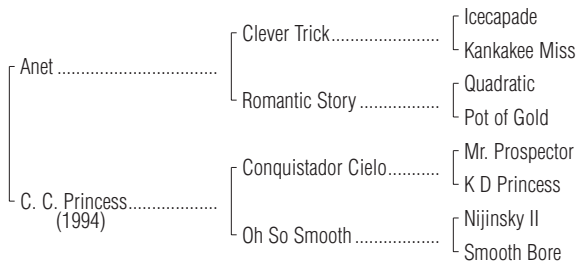 Icecapade
Clever Trick.......................
Kankakee Miss
Anet ..................................
Quadratic
Romantic Story .................
Pot of Gold
Mr. Prospector
Conquistador Cielo...........
K D Princess
C. C. Princess...................
(1994)
Nijinsky II
Oh So Smooth ..................
Smooth Bore